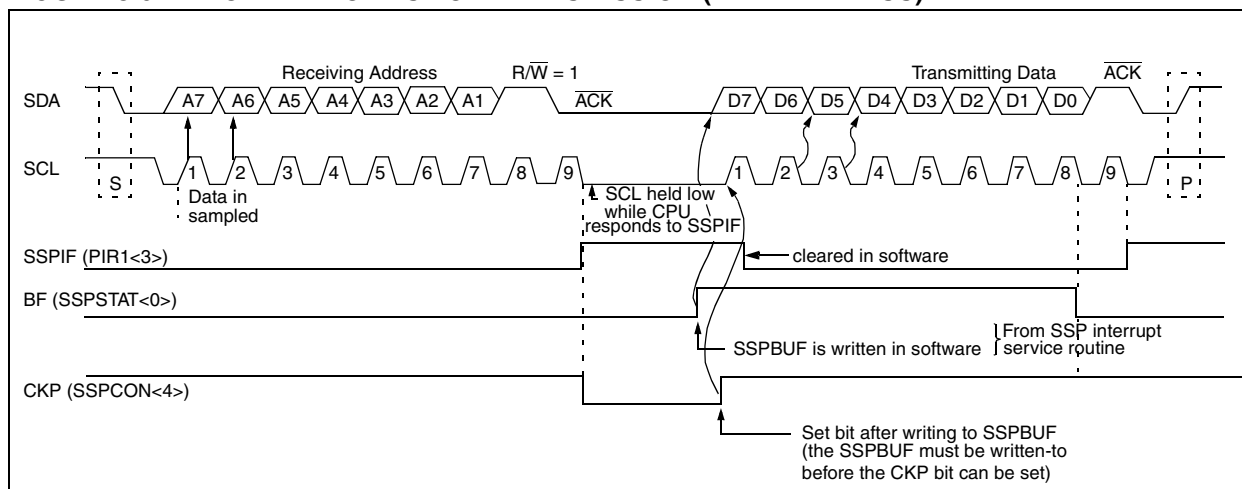 Receiving Address R/W = 1 Transmitting Data ACK
SDA A7 A6 A5 A4 A3 A2 A1 ACK D7 D6 D5 D4 D3 D2 D1 D0
SCL S 1 2 3 4 5 6 7 8 9 1 2 3 4 5 6 7 8 9 P
Data in
sampled
SCL held low
while CPU
responds to SSPIF
SSPIF (PIR1<3>)
cleared in software
BF (SSPSTAT<0>)
SSPBUF is written in software
From SSP interrupt
service routine
CKP (SSPCON<4>)
Set bit after writing to SSPBUF
(the SSPBUF must be written-to
before the CKP bit can be set)